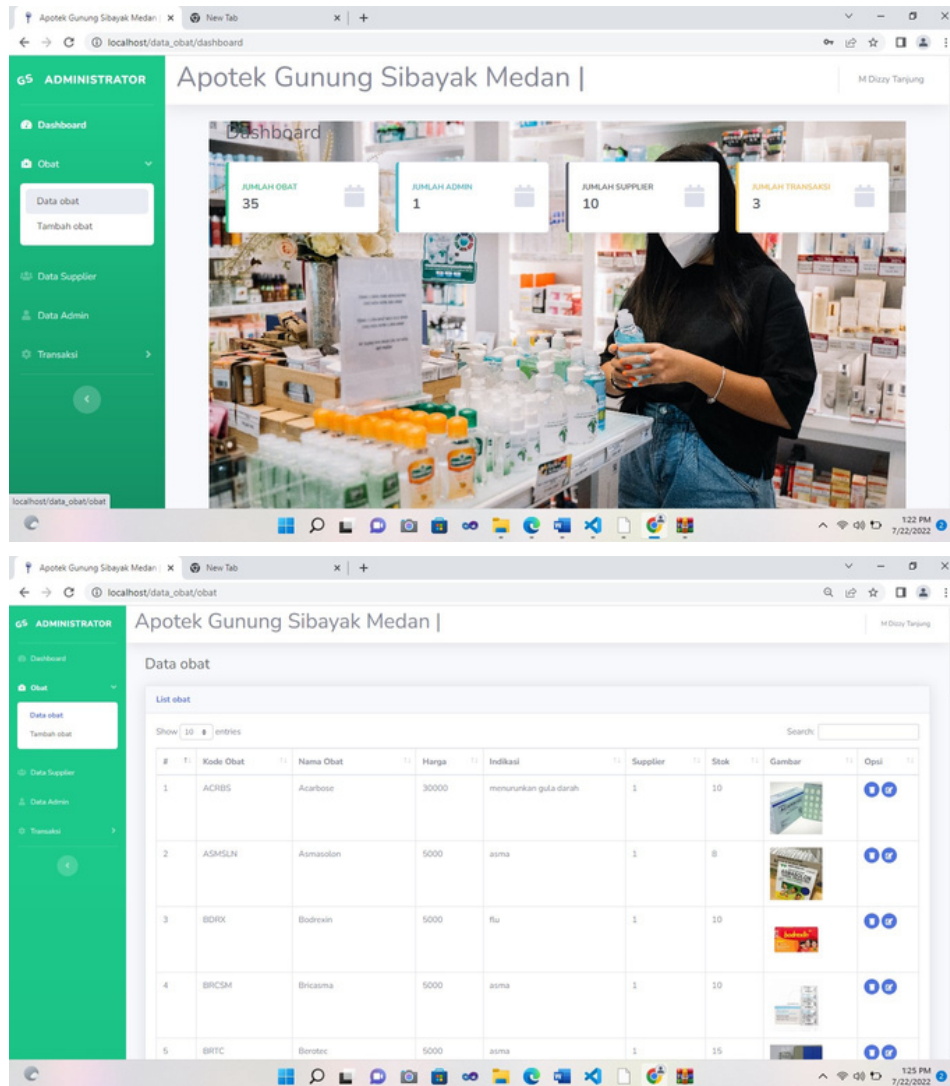 Apotek Gunung Sibayak Medan |
New Tab
localhost/data_obat/dashboard
GS ADMINISTRATOR
Apotek Gunung Sibayak Medan |
M Dizzy Tanjung
Dashboard
Dashboard
Obat
Data obat
Tambah obat
Data Supplier
Data Admin
Transaksi
JUMLAH OBAT
35
JUMLAH ADMIN
1
JUMLAH SUPPLIER
10
JUMLAH TRANSAKSI
3
localhost/data_obat/obat
1:22 PM
7/22/2022
Apotek Gunung Sibayak Medan |
New Tab
localhost/data_obat/obat
GS ADMINISTRATOR
Apotek Gunung Sibayak Medan |
M Dizzy Tanjung
Dashboard
Obat
Data obat
Tambah obat
Data Supplier
Data Admin
Transaksi
Data obat
List obat
Show 10 entries
Search:
# Kode Obat Nama Obat Harga Indikasi Supplier Stok Gambar Opsi
1 ACRBS Acarbose 30000 menurunkan gula darah 1 10
2 ASMSLN Asmasolon 5000 asma 1 8
3 BDRX Bodrexin 5000 flu 1 10
4 BRCSM Bricasma 5000 asma 1 10
5 BRTC Berotec 5000 asma 1 15
1:25 PM
7/22/2022